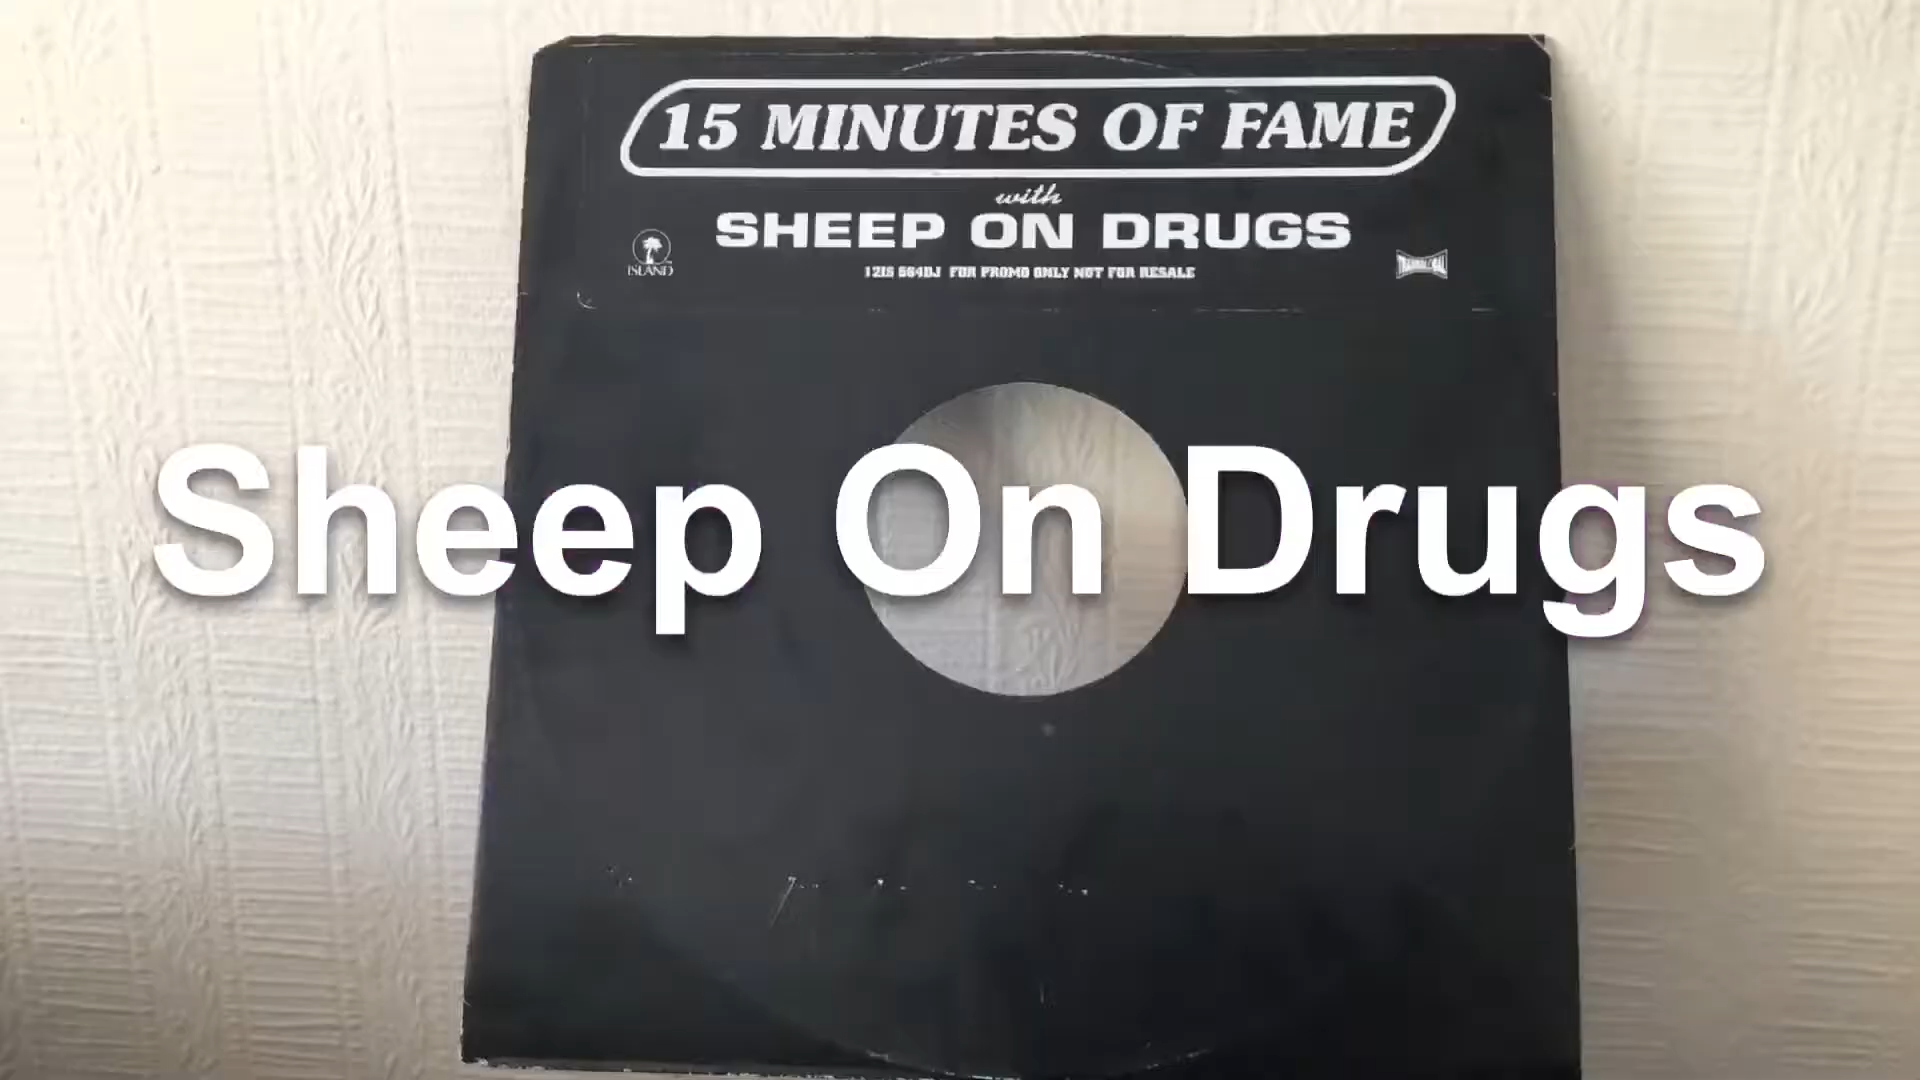 15 MINUTES OF FAME
with
SHEEP ON DRUGS
ISLAND
12IS 564DJ FOR PROMO ONLY NOT FOR RESALE
Sheep On Drugs